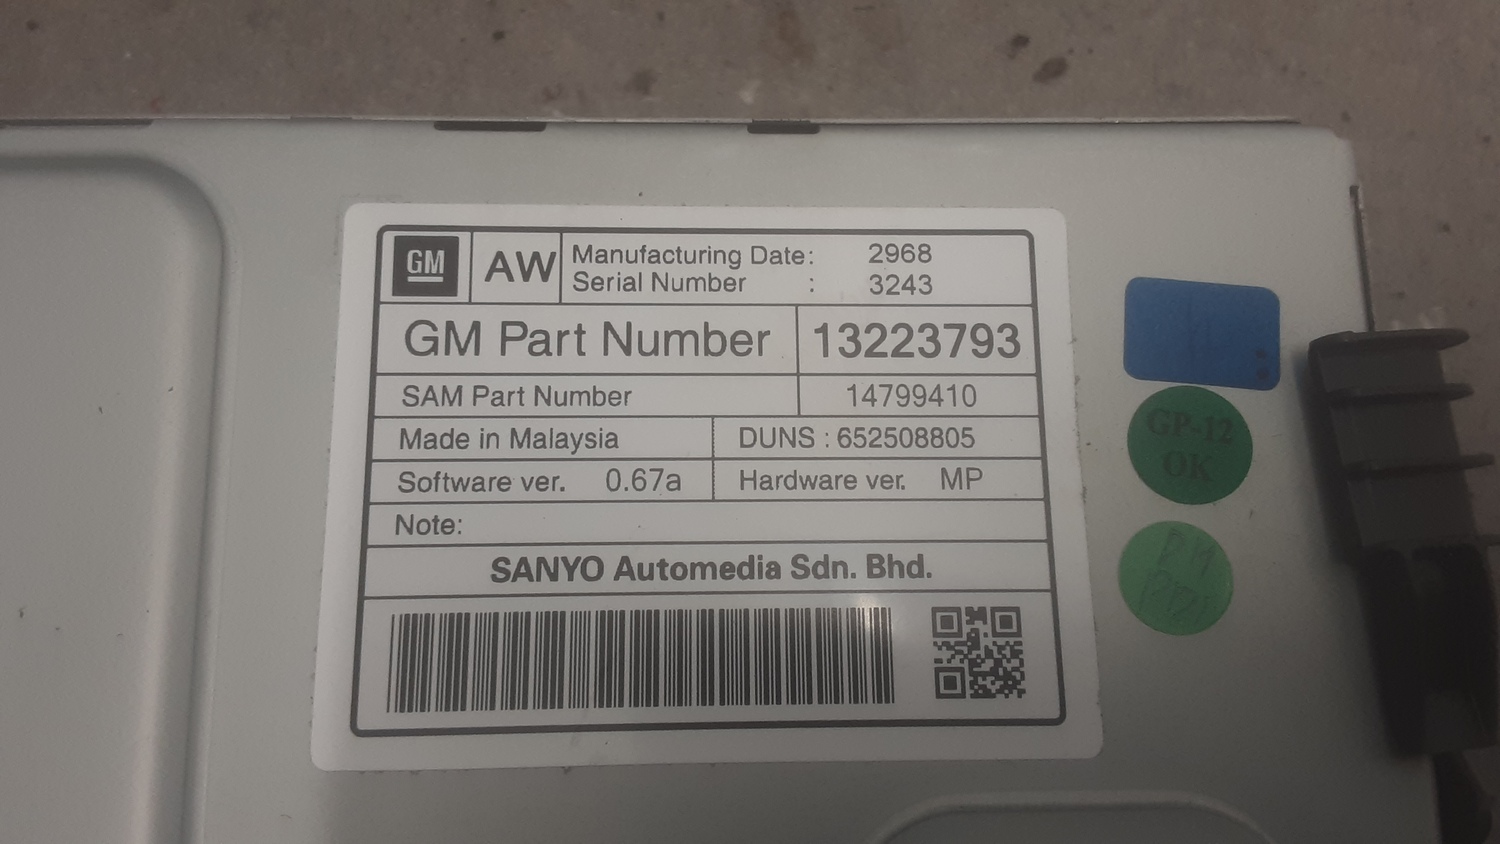 GM AW Manufacturing Date: 2968
Serial Number : 3243
GM Part Number 13223793
SAM Part Number 14799410
Made in Malaysia DUNS : 652508805
Software ver. 0.67a Hardware ver. MP
Note:
SANYO Automedia Sdn. Bhd.
GP-12
OK